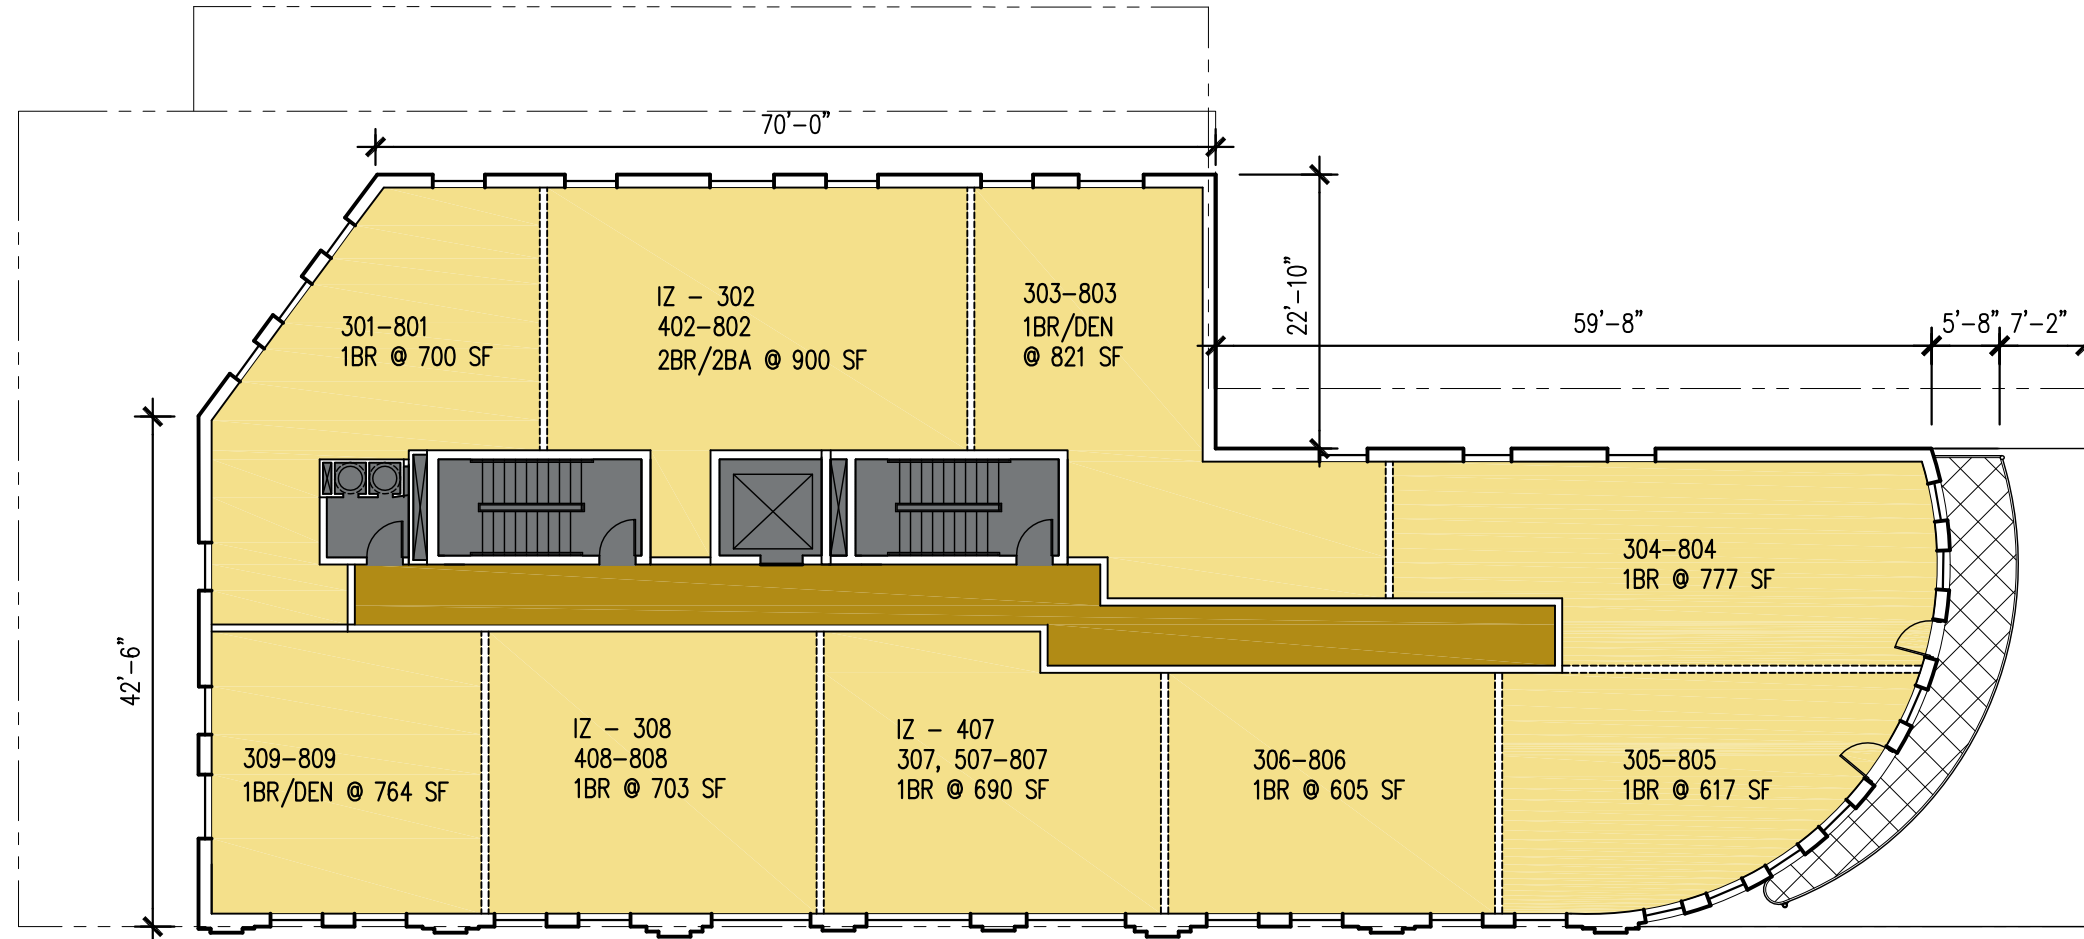 70'-0"
22'-10"
59'-8"
5'-8"
7'-2"
42'-6"
301-801
1BR @ 700 SF
IZ - 302
402-802
2BR/2BA @ 900 SF
303-803
1BR/DEN
@ 821 SF
304-804
1BR @ 777 SF
309-809
1BR/DEN @ 764 SF
IZ - 308
408-808
1BR @ 703 SF
IZ - 407
307, 507-807
1BR @ 690 SF
306-806
1BR @ 605 SF
305-805
1BR @ 617 SF